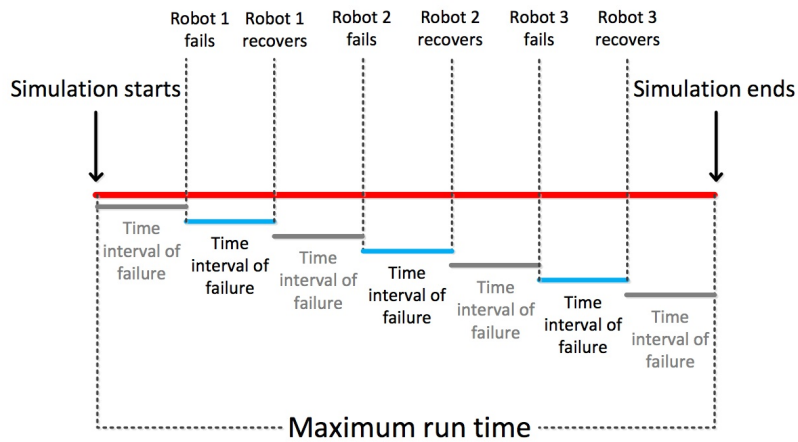 Robot 1
fails
Robot 1
recovers
Robot 2
fails
Robot 2
recovers
Robot 3
fails
Robot 3
recovers
Simulation starts
Simulation ends
Time
interval of
failure
Time
interval of
failure
Time
interval of
failure
Time
interval of
failure
Time
interval of
failure
Time
interval of
failure
Time
interval of
failure
Maximum run time